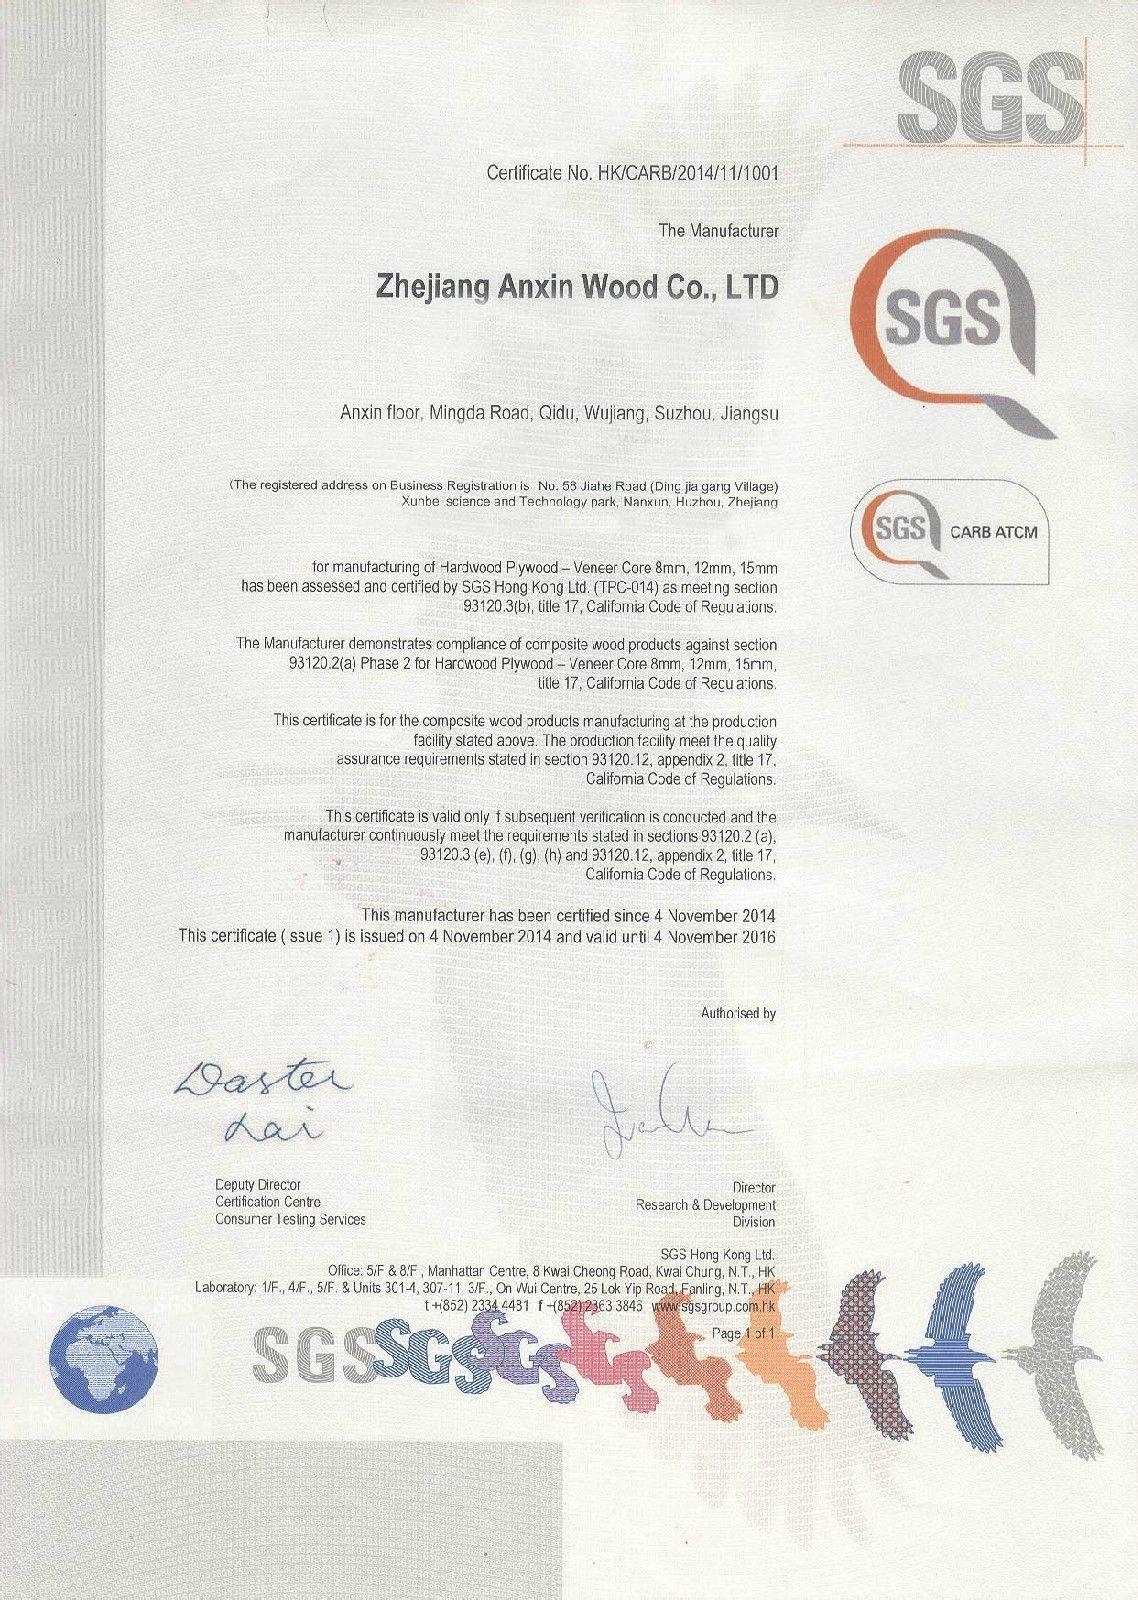 SGS
Certificate No. HK/CARB/2014/11/1001
The Manufacturer
Zhejiang Anxin Wood Co., LTD
SGS
Anxin floor, Mingda Road, Qidu, Wujiang, Suzhou, Jiangsu
(The registered address on Business Registration is No. 58 Jiahe Road (Ding jia gang Village)
Xunbei science and Technology park, Nanxun, Huzhou, Zhejiang
SGS CARB ATCM
for manufacturing of Hardwood Plywood – Veneer Core 8mm, 12mm, 15mm
has been assessed and certified by SGS Hong Kong Ltd. (TPC-014) as meeting section
93120.3(b), title 17, California Code of Regulations.
The Manufacturer demonstrates compliance of composite wood products against section
93120.2(a) Phase 2 for Hardwood Plywood – Veneer Core 8mm, 12mm, 15mm,
title 17, California Code of Regulations.
This certificate is for the composite wood products manufacturing at the production
facility stated above. The production facility meet the quality
assurance requirements stated in section 93120.12, appendix 2, title 17,
California Code of Regulations.
This certificate is valid only if subsequent verification is conducted and the
manufacturer continuously meet the requirements stated in sections 93120.2 (a),
93120.3 (e), (f), (g), (h) and 93120.12, appendix 2, title 17,
California Code of Regulations.
This manufacturer has been certified since 4 November 2014
This certificate (issue 1) is issued on 4 November 2014 and valid until 4 November 2016
Authorised by
Daster
Lai
Deputy Director
Certification Centre
Consumer Testing Services
Director
Research & Development
Division
SGS Hong Kong Ltd.
Office: 5/F & 8/F, Manhattan Centre, 8 Kwai Cheong Road, Kwai Chung, N.T., HK
Laboratory: 1/F., 4/F., 5/F. & Units 301-4, 307-11 3/F., On Wui Centre, 25 Lok Yip Road, Fanling, N.T., HK
t +(852) 2334 4481 f +(852) 2363 3846 www.sgsgroup.com.hk
Page 1 of 1
SGS SGS SGS